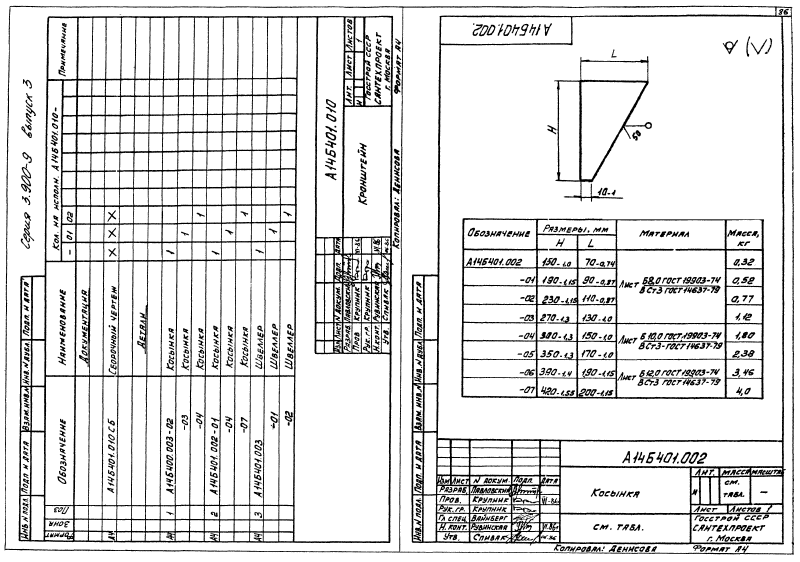 86
Серия 3.900-9 выпуск 3
Обозначение
Наименование
Кол. на исполн. А14Б401.010-
Примечание
Формат
Зона
Поз
- 01 02
Документация
А4 А14Б401.010 СБ Сборочный чертеж X X X
Детали
А4 1 А14Б400.003-02 Косынка 1
-03 Косынка 1
-04 Косынка 1
А4 2 А14Б401.002-01 Косынка 1
-04 Косынка 1
-07 Косынка 1
А4 3 А14Б401.003 Швеллер 1
-01 Швеллер 1
-02 Швеллер 1
Инв.N подл. Подп. и дата Взам.инв.N Инв.N дубл. Подп. и дата
А14Б401.010
Изм Лист N докум. Подп. Дата
Разраб. Павловский
Пров. Крупник
Рук.гр. Крупник
Н.конт. Рувинская
Утв. Спивак
Кронштейн
Лит. Лист Листов
И 1
Госстрой СССР
Сантехпроект
г. Москва
Копировал: Денисова
Формат А4
А14Б401.002
(√)
L
H
50
10-1
Обозначение Размеры, мм Материал Масса, кг
H L
А14Б401.002 150-1,0 70-0,74 0,32
-01 190-1,15 90-0,87 0,52
Лист Б8,0 ГОСТ 19903-74
ВСт3 ГОСТ 14637-79
-02 230-1,15 110-0,87 0,77
-03 270-1,3 130-1,0 1,12
-04 300-1,3 150-1,0 1,80
Лист Б10,0 ГОСТ 19903-74
ВСт3 ГОСТ 14637-79
-05 350-1,3 170-1,0 2,38
-06 390-1,4 190-1,15 3,46
Лист Б12,0 ГОСТ 19903-74
ВСт3 ГОСТ 14637-79
-07 420-1,55 200-1,15 4,0
Инв.N подл. Подп. и дата Взам.инв.N Инв.N дубл. Подп. и дата
А14Б401.002
Изм Лист N докум. Подп. Дата
Разраб. Павловский
Пров. Крупник
Рук.гр. Крупник
Гл.спец. Вайнберг
Н.конт. Рувинская
Утв. Спивак
Косынка
см. табл.
Лит. Масса Масштаб
И см. табл. -
Лист Листов 1
Госстрой СССР
Сантехпроект
г. Москва
Копировал: Денисова Формат А4